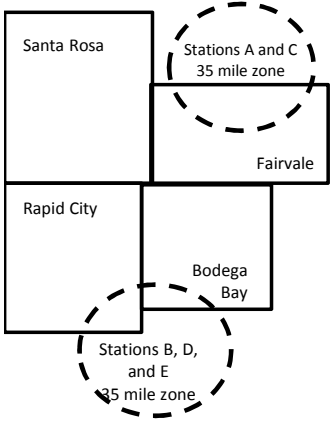 Santa Rosa
Stations A and C
35 mile zone
Fairvale
Rapid City
Bodega
Bay
Stations B, D,
and E
35 mile zone